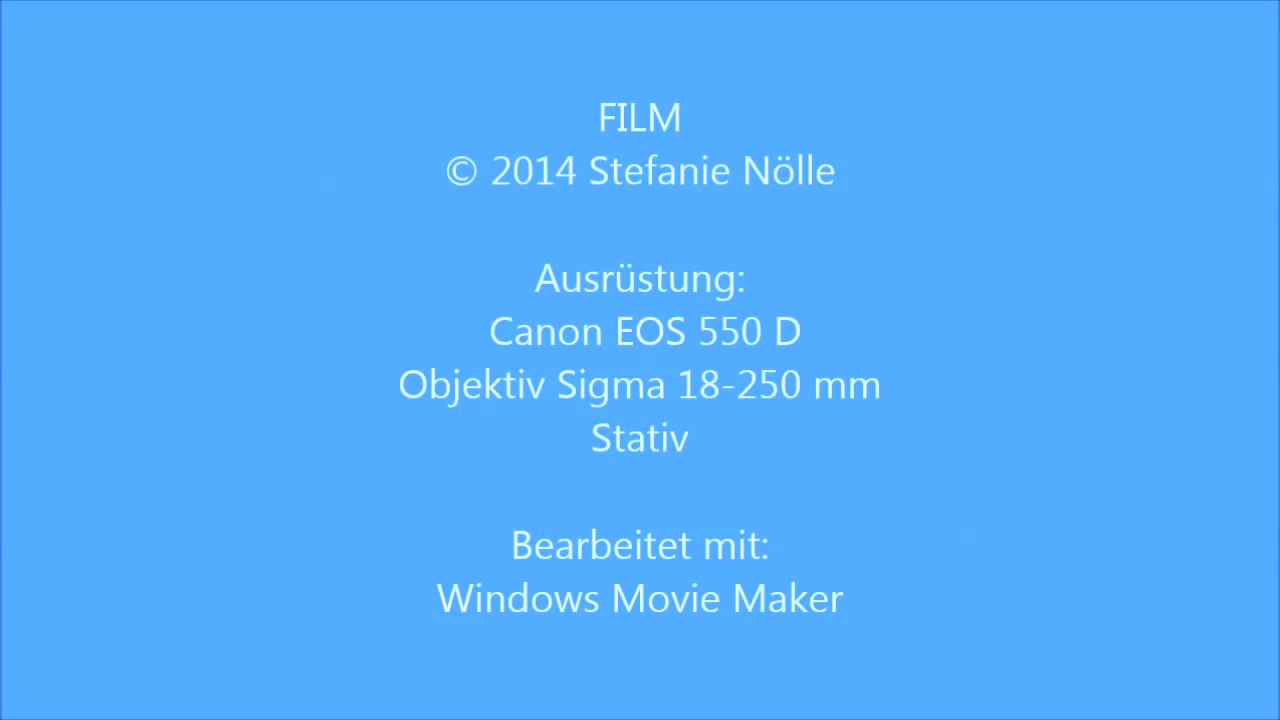 FILM
© 2014 Stefanie Nölle
Ausrüstung:
Canon EOS 550 D
Objektiv Sigma 18-250 mm
Stativ
Bearbeitet mit:
Windows Movie Maker